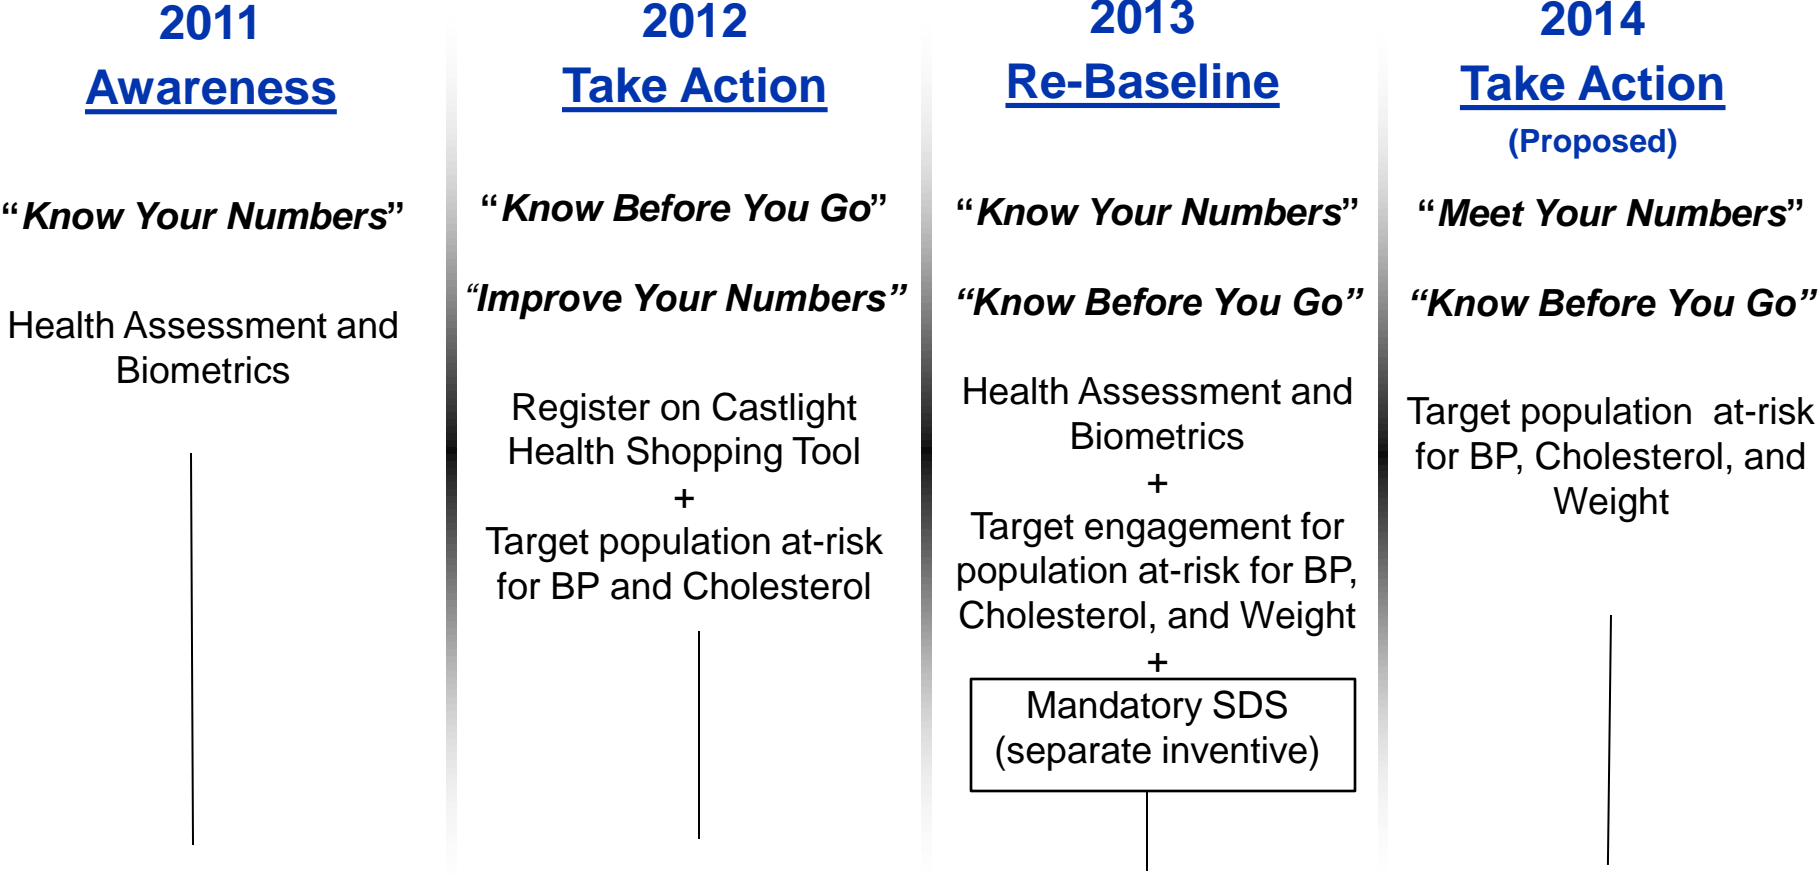 2011
Awareness
“Know Your Numbers”
Health Assessment and
Biometrics
2012
Take Action
“Know Before You Go”
“Improve Your Numbers”
Register on Castlight
Health Shopping Tool
+
Target population at-risk
for BP and Cholesterol
2013
Re-Baseline
“Know Your Numbers”
“Know Before You Go”
Health Assessment and
Biometrics
+
Target engagement for
population at-risk for BP,
Cholesterol, and Weight
+
Mandatory SDS
(separate inventive)
2014
Take Action
(Proposed)
“Meet Your Numbers”
“Know Before You Go”
Target population at-risk
for BP, Cholesterol, and
Weight